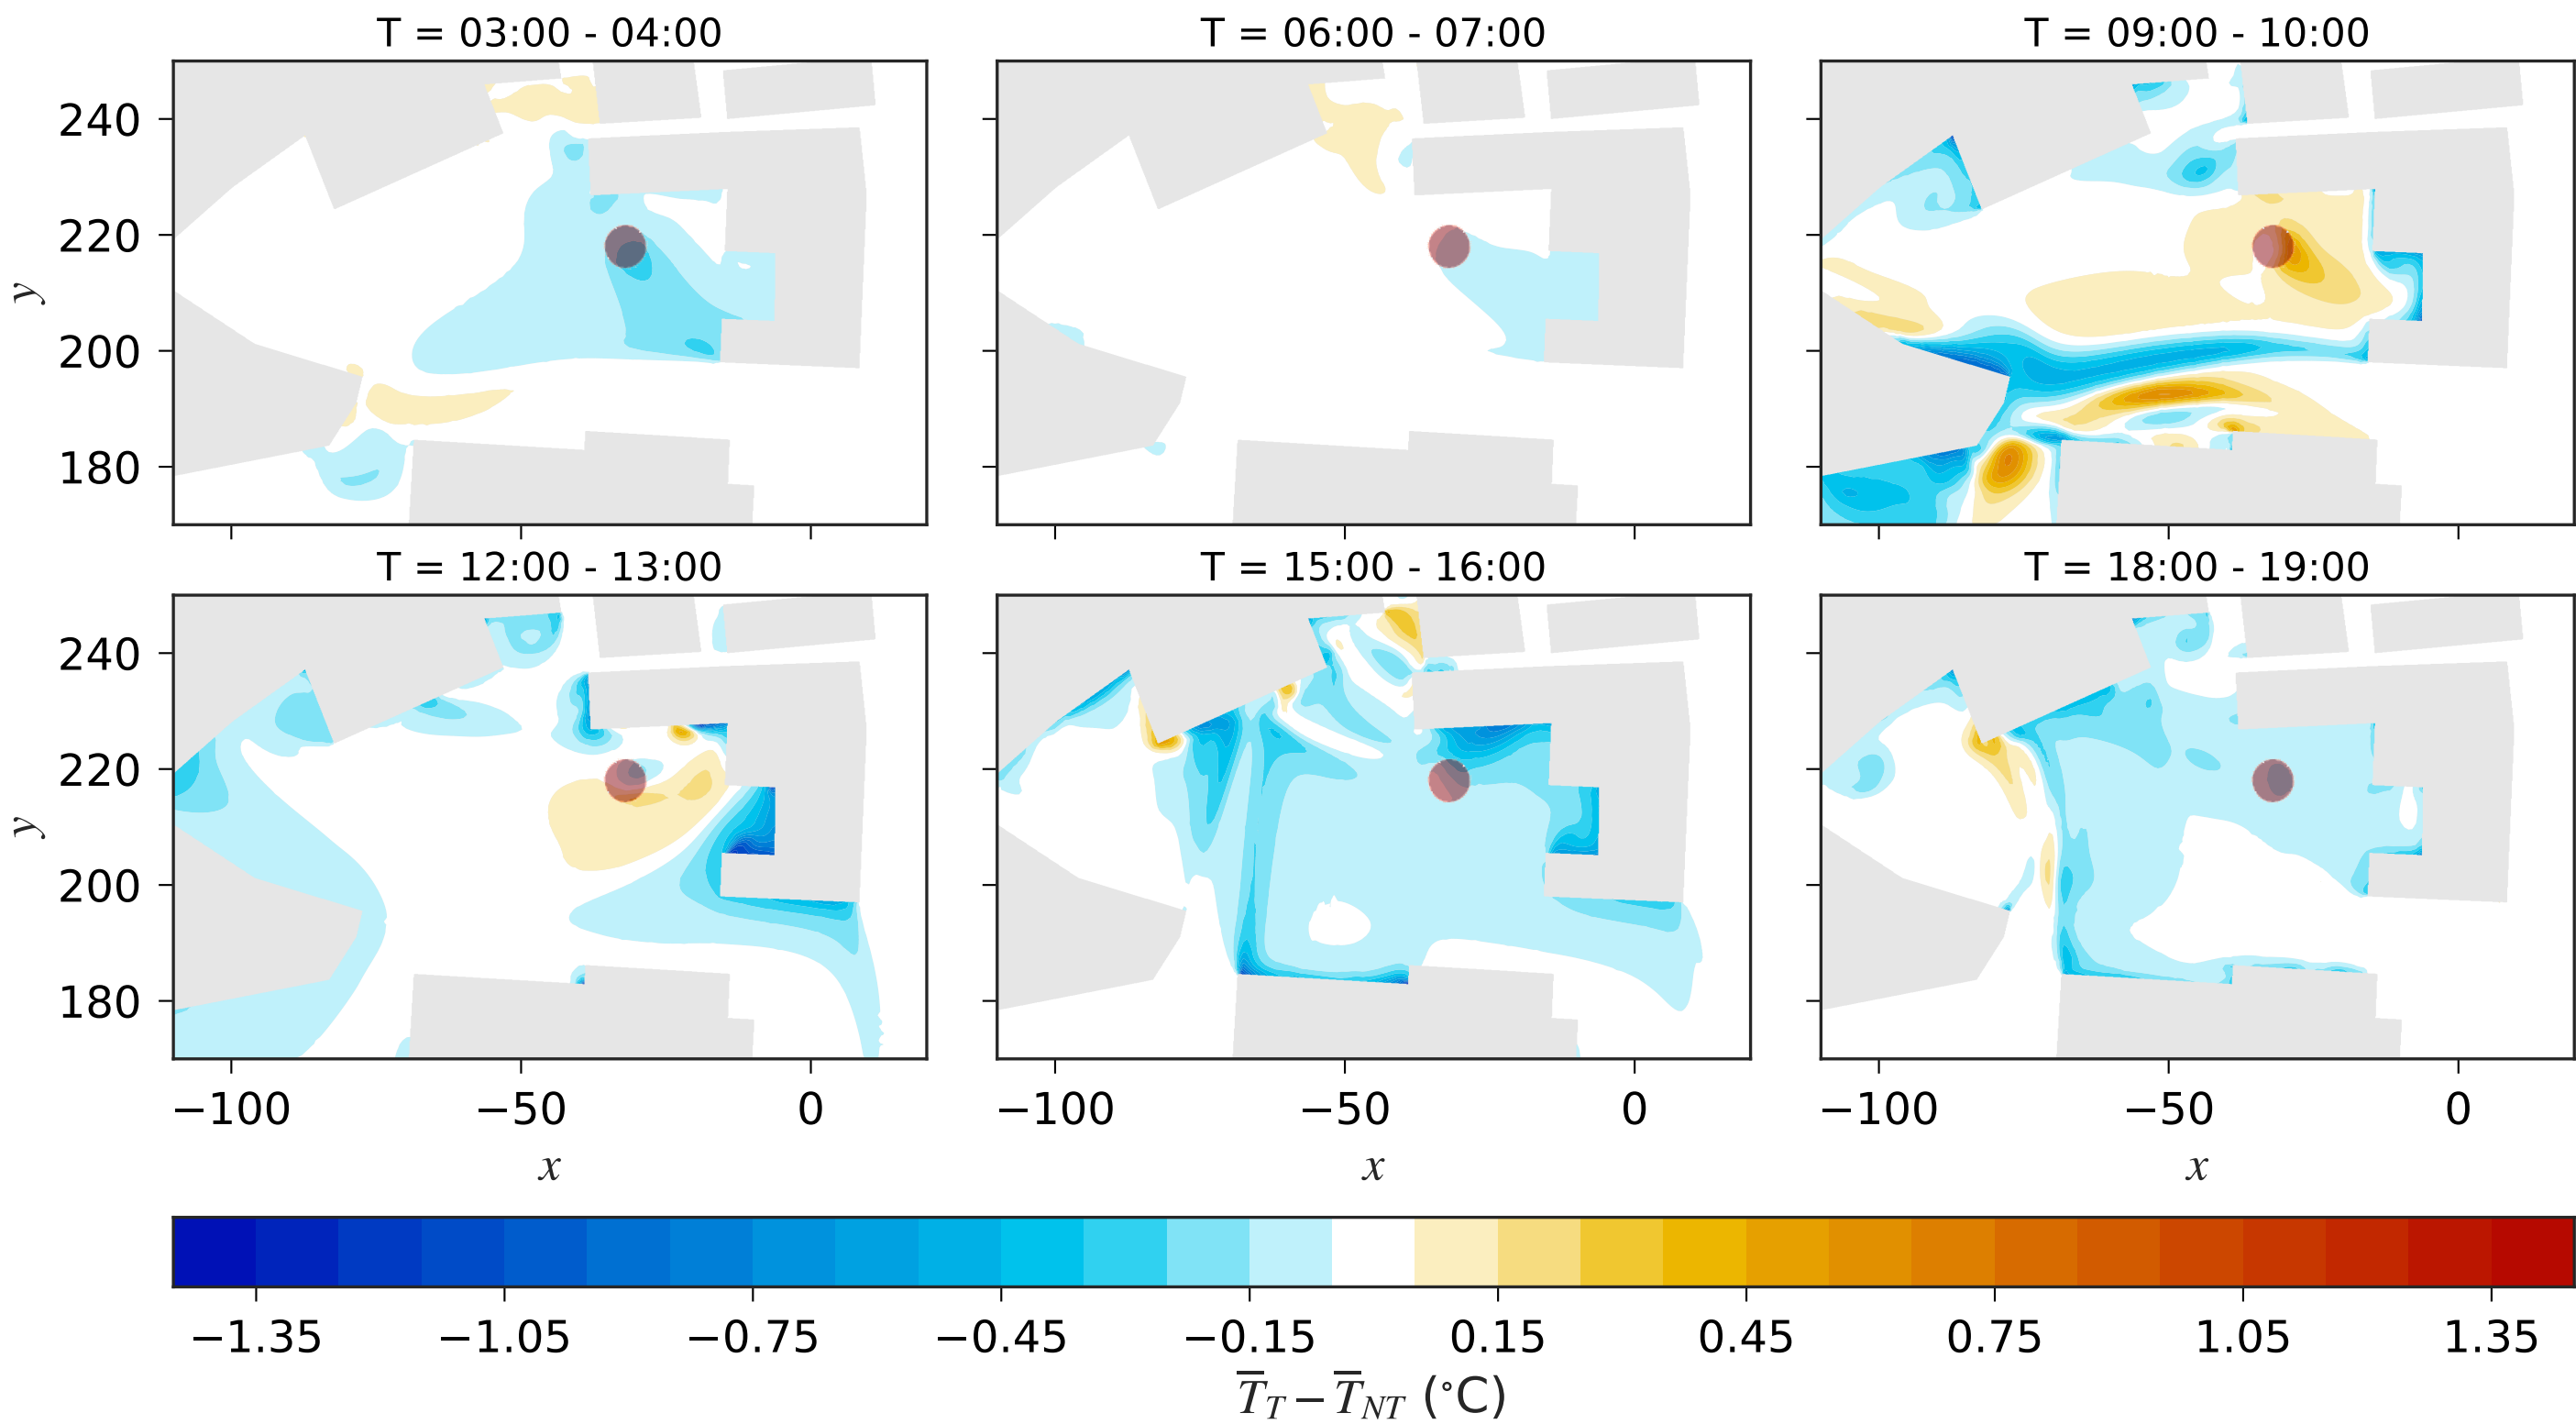 T = 03:00 - 04:00 T = 06:00 - 07:00 T = 09:00 - 10:00
240
220
y
200
180
T = 12:00 - 13:00 T = 15:00 - 16:00 T = 18:00 - 19:00
240
220
y
200
180
−100 −50 0 −100 −50 0 −100 −50 0
x x x
−1.35 −1.05 −0.75 −0.45 −0.15 0.15 0.45 0.75 1.05 1.35
T̅_T − T̅_NT (°C)